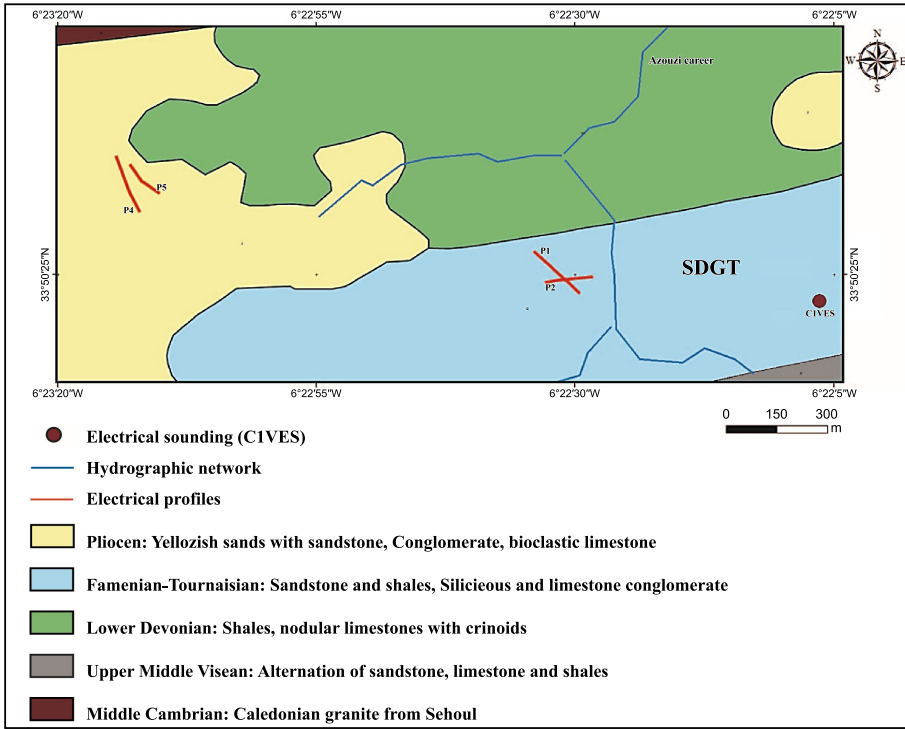 6°23'20"W 6°22'55"W 6°22'30"W 6°22'5"W
N
W E
S
Azouzi career
P5
P4
P1
P2
SDGT
C1VES
33°50'25"N 33°50'25"N
6°23'20"W 6°22'55"W 6°22'30"W 6°22'5"W
0 150 300
m
Electrical sounding (C1VES)
Hydrographic network
Electrical profiles
Pliocen: Yellozish sands with sandstone, Conglomerate, bioclastic limestone
Famenian-Tournaisian: Sandstone and shales, Silicieous and limestone conglomerate
Lower Devonian: Shales, nodular limestones with crinoids
Upper Middle Visean: Alternation of sandstone, limestone and shales
Middle Cambrian: Caledonian granite from Sehoul